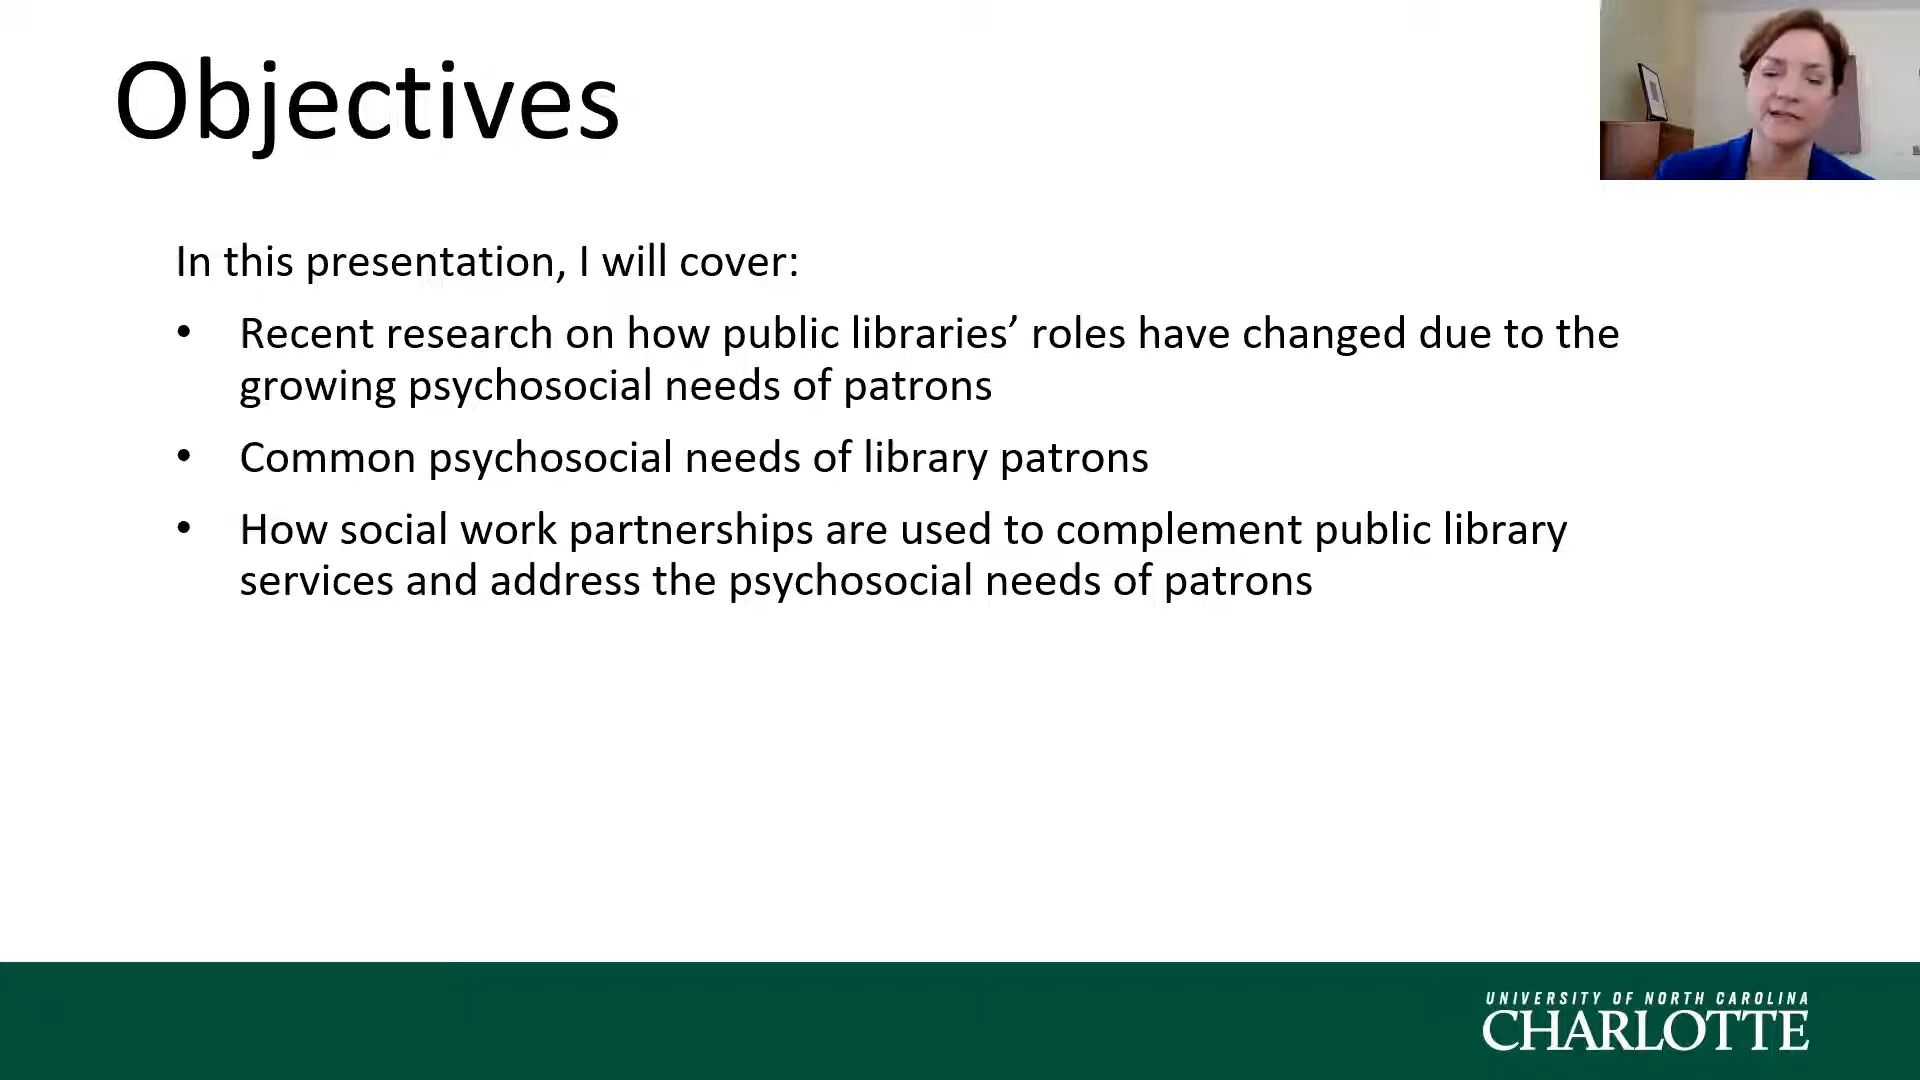 Objectives
In this presentation, I will cover:
• Recent research on how public libraries’ roles have changed due to the
growing psychosocial needs of patrons
• Common psychosocial needs of library patrons
• How social work partnerships are used to complement public library
services and address the psychosocial needs of patrons
UNIVERSITY OF NORTH CAROLINA
CHARLOTTE